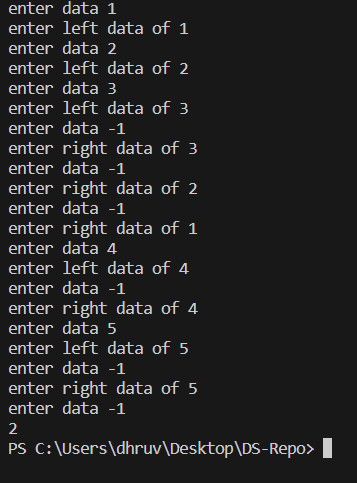 enter data 1
enter left data of 1
enter data 2
enter left data of 2
enter data 3
enter left data of 3
enter data -1
enter right data of 3
enter data -1
enter right data of 2
enter data -1
enter right data of 1
enter data 4
enter left data of 4
enter data -1
enter right data of 4
enter data 5
enter left data of 5
enter data -1
enter right data of 5
enter data -1
2
PS C:\Users\dhruv\Desktop\DS-Repo>